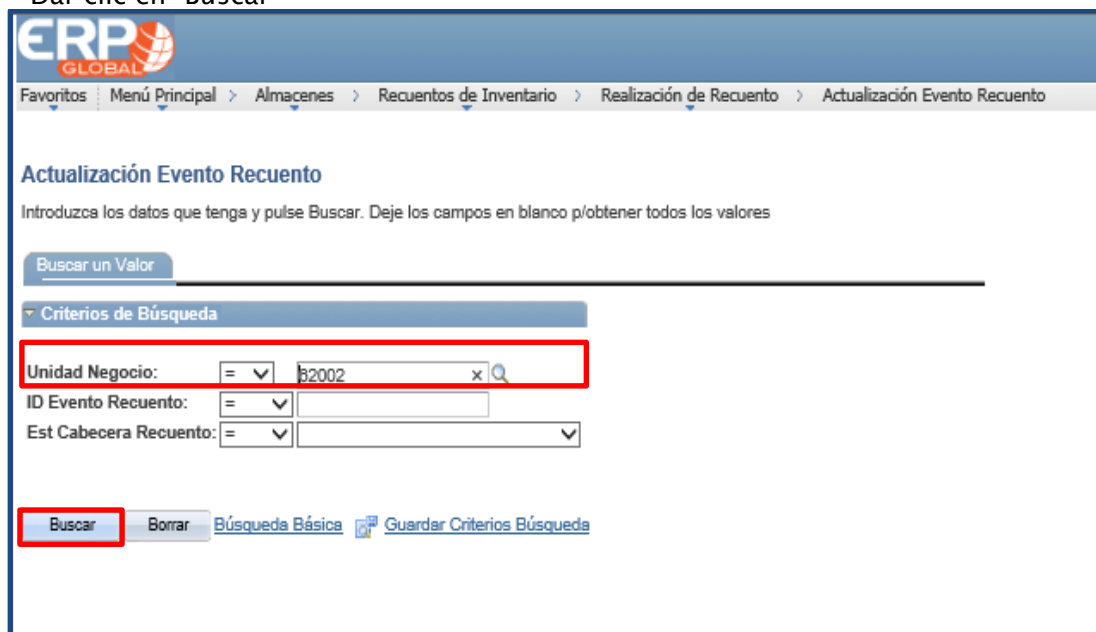 Dar clic en "Buscar"
ERP
GLOBAL
Favoritos Menú Principal > Almacenes > Recuentos de Inventario > Realización de Recuento > Actualización Evento Recuento
Actualización Evento Recuento
Introduzca los datos que tenga y pulse Buscar. Deje los campos en blanco p/obtener todos los valores
Buscar un Valor
Criterios de Búsqueda
Unidad Negocio: = 82002 ×
ID Evento Recuento: =
Est Cabecera Recuento: =
Buscar Borrar Búsqueda Básica Guardar Criterios Búsqueda